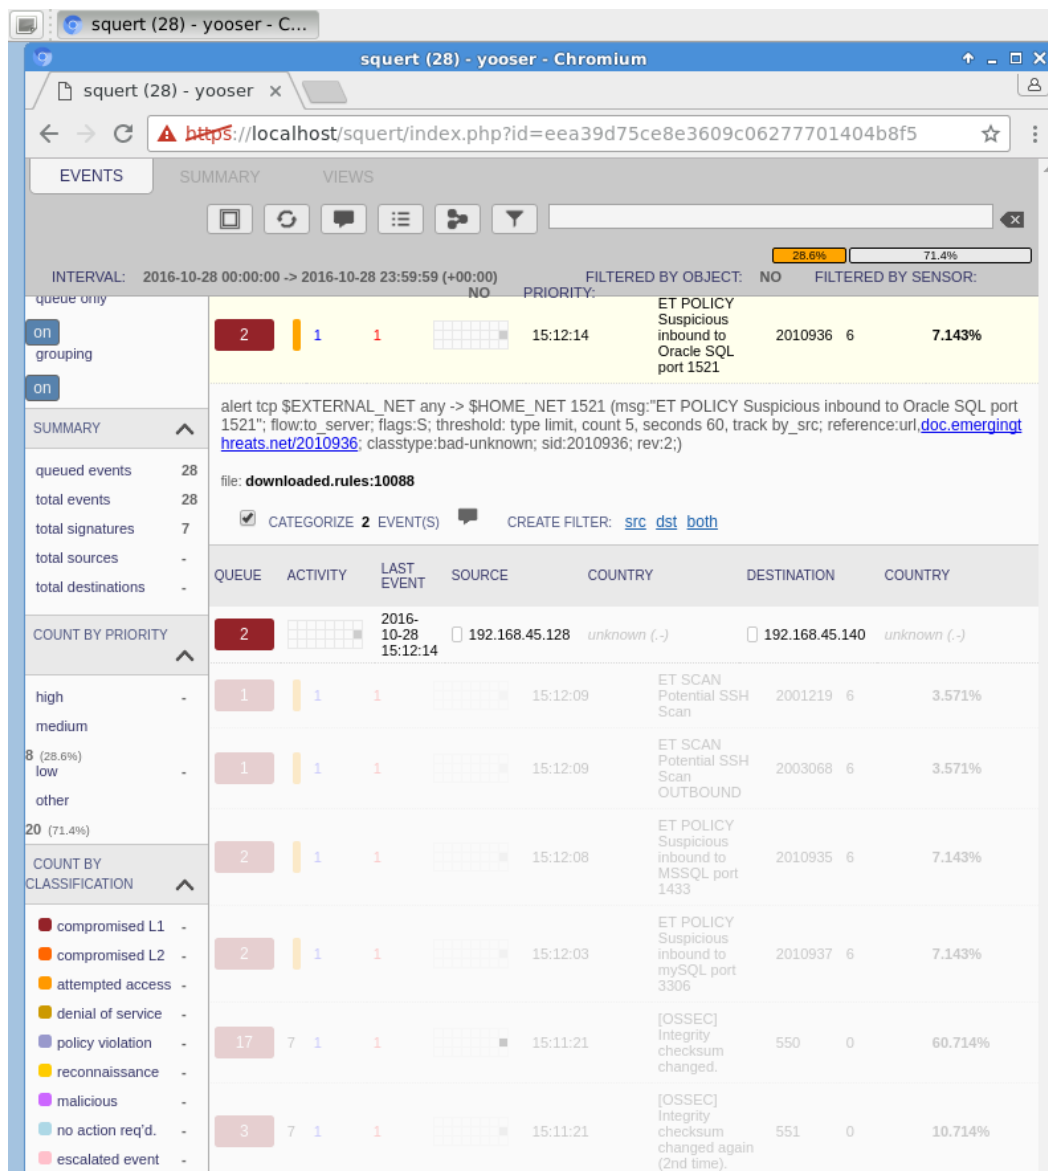 squert (28) - yooser - C...
squert (28) - yooser - Chromium
squert (28) - yooser
https://localhost/squert/index.php?id=eea39d75ce8e3609c06277701404b8f5
EVENTS SUMMARY VIEWS
28.6% 71.4%
INTERVAL: 2016-10-28 00:00:00 -> 2016-10-28 23:59:59 (+00:00) FILTERED BY OBJECT: NO FILTERED BY SENSOR:
NO PRIORITY:
queue only
on
grouping
on
SUMMARY
queued events 28
total events 28
total signatures 7
total sources -
total destinations -
COUNT BY PRIORITY
high -
medium
8 (28.6%)
low -
other
20 (71.4%)
COUNT BY
CLASSIFICATION
compromised L1 -
compromised L2 -
attempted access -
denial of service -
policy violation -
reconnaissance -
malicious -
no action req'd. -
escalated event -
2 1 1 15:12:14 ET POLICY
Suspicious
inbound to
Oracle SQL
port 1521
2010936 6 7.143%
alert tcp $EXTERNAL_NET any -> $HOME_NET 1521 (msg:"ET POLICY Suspicious inbound to Oracle SQL port
1521"; flow:to_server; flags:S; threshold: type limit, count 5, seconds 60, track by_src; reference:url,doc.emergingt
hreats.net/2010936; classtype:bad-unknown; sid:2010936; rev:2;)
file: downloaded.rules:10088
CATEGORIZE 2 EVENT(S) CREATE FILTER: src dst both
QUEUE ACTIVITY LAST
EVENT
SOURCE COUNTRY DESTINATION COUNTRY
2 2016-
10-28
15:12:14
192.168.45.128 unknown (.-) 192.168.45.140 unknown (.-)
1 1 1 15:12:09 ET SCAN
Potential SSH
Scan
2001219 6 3.571%
1 1 1 15:12:09 ET SCAN
Potential SSH
Scan
OUTBOUND
2003068 6 3.571%
2 1 1 15:12:08 ET POLICY
Suspicious
inbound to
MSSQL port
1433
2010935 6 7.143%
2 1 1 15:12:03 ET POLICY
Suspicious
inbound to
mySQL port
3306
2010937 6 7.143%
17 7 1 1 15:11:21 [OSSEC]
Integrity
checksum
changed.
550 0 60.714%
3 7 1 1 15:11:21 [OSSEC]
Integrity
checksum
changed again
(2nd time).
551 0 10.714%